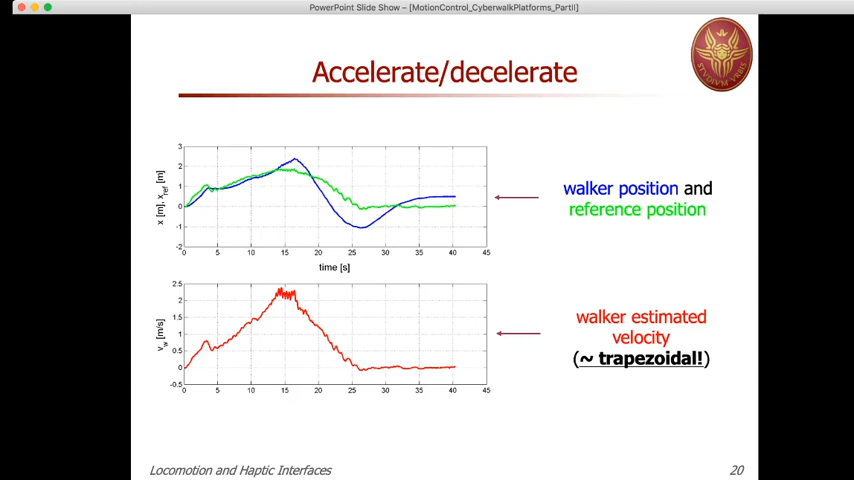 PowerPoint Slide Show - [MotionControl_CyberwalkPlatforms_PartII]
Accelerate/decelerate
STVDIVM VRBIS
3
2
1
0
-1
-2
x [m], x_ref [m]
0 5 10 15 20 25 30 35 40 45
time [s]
walker position and
reference position
2.5
2
1.5
1
0.5
0
-0.5
v_w [m/s]
0 5 10 15 20 25 30 35 40 45
walker estimated
velocity
(~ trapezoidal!)
Locomotion and Haptic Interfaces
20